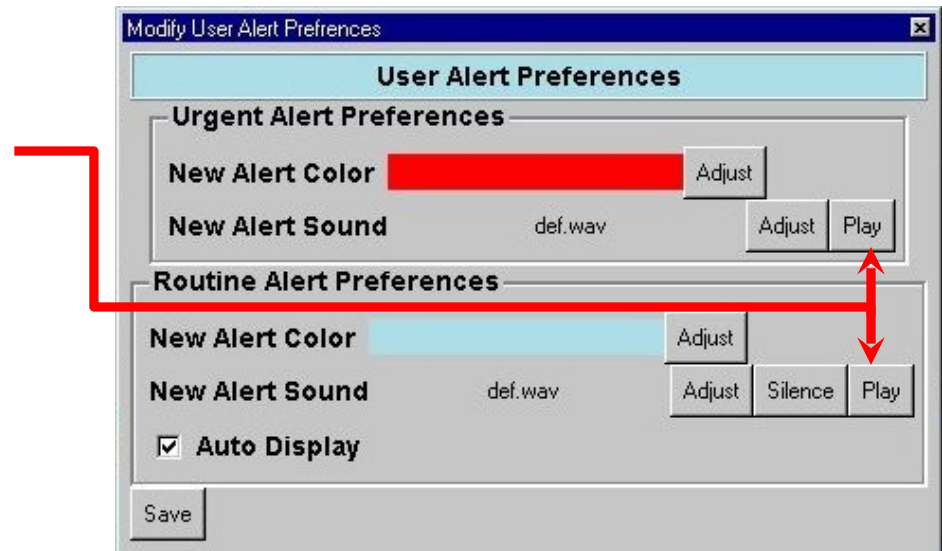 Modify User Alert Prefrences
User Alert Preferences
Urgent Alert Preferences
New Alert Color Adjust
New Alert Sound def.wav Adjust Play
Routine Alert Preferences
New Alert Color Adjust
New Alert Sound def.wav Adjust Silence Play
Auto Display
Save